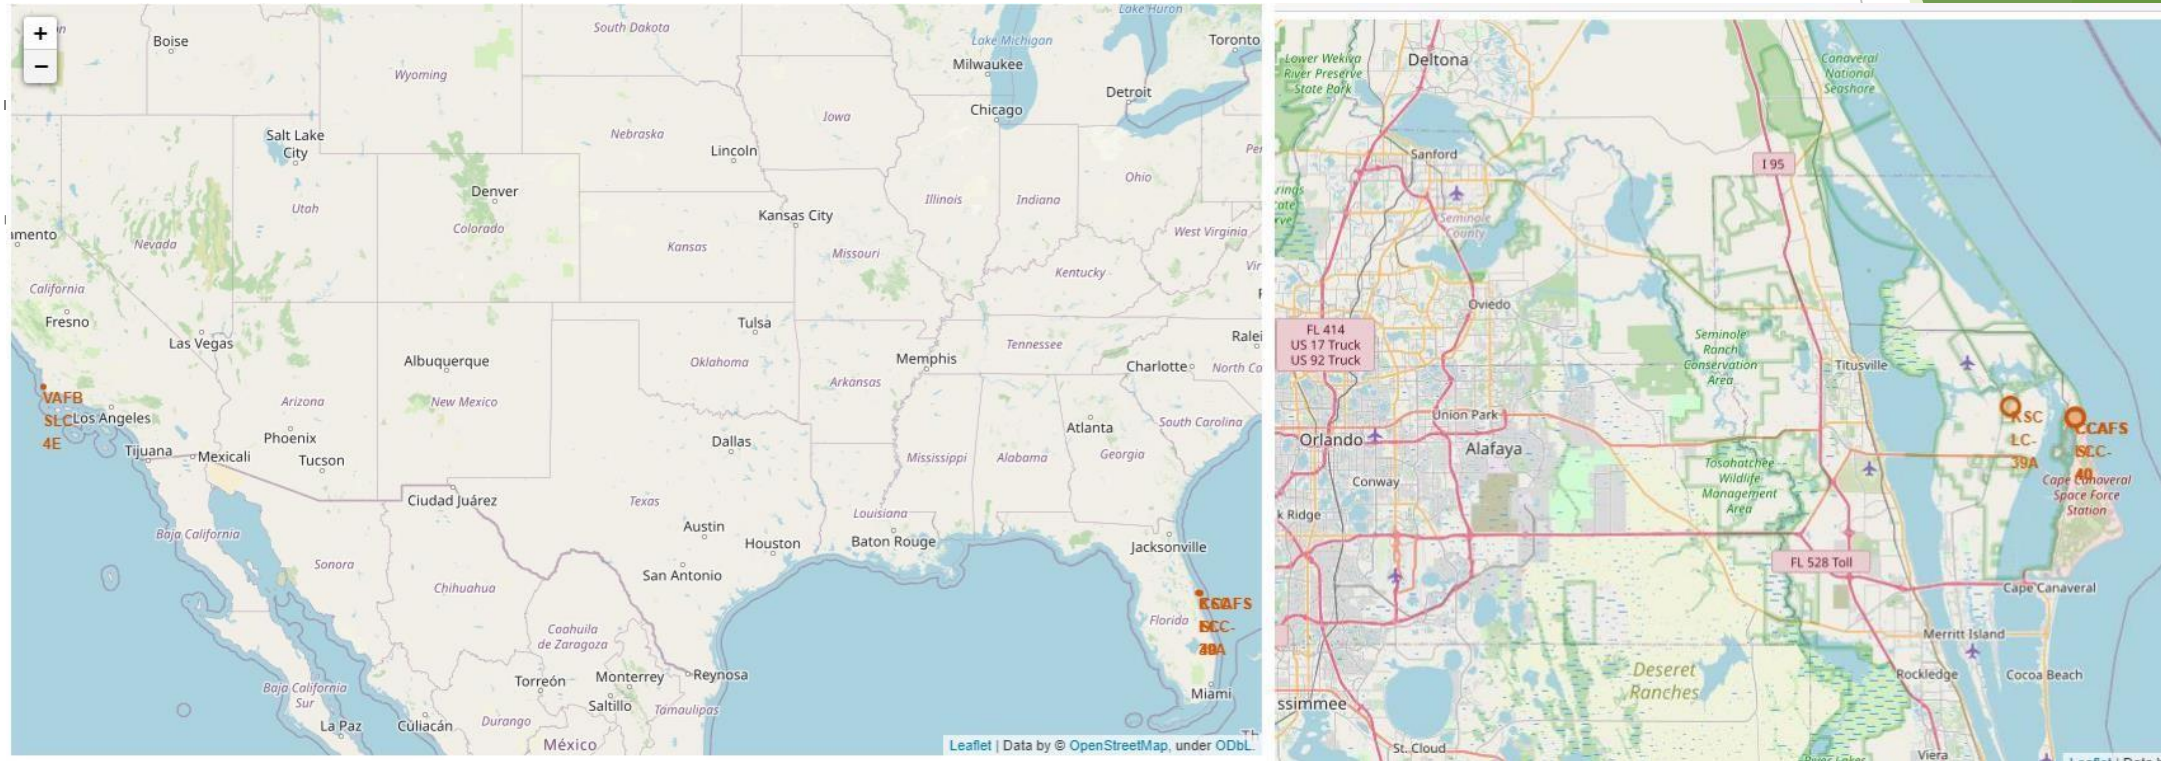 +
−
Boise
South Dakota
Lake Huron
Lake Michigan
Toronto
Wyoming
Milwaukee
Detroit
Chicago
Iowa
Salt Lake
City
Nebraska
Lincoln
Ohio
Denver
Utah
Illinois
Indiana
Kansas City
Colorado
Nevada
Kansas
Missouri
West Virginia
Kentucky
California
Fresno
Las Vegas
Tulsa
Tennessee
Albuquerque
Oklahoma
Memphis
Charlotte
Arkansas
VAFB
SLC-
4E
Los Angeles
Arizona
New Mexico
Atlanta
South Carolina
Phoenix
Dallas
Tijuana
Mexicali
Tucson
Mississippi
Alabama
Georgia
Ciudad Juárez
Texas
Louisiana
Austin
Baja California
Houston
Baton Rouge
Jacksonville
Sonora
San Antonio
Chihuahua
Florida
Coahuila
de Zaragoza
Torreón
Monterrey
Reynosa
Baja California
Sur
Saltillo
Miami
La Paz
Culiacán
Durango
Tamaulipas
México
Leaflet | Data by © OpenStreetMap, under ODbL.
Lower Wekiva
River Preserve
State Park
Deltona
Canaveral
National
Seashore
Sanford
I 95
Seminole
County
Oviedo
FL 414
US 17 Truck
US 92 Truck
Seminole
Ranch
Conservation
Area
Titusville
Union Park
Orlando
Alafaya
KSC
LC-
39A
CCAFS
Tosohatchee
Wildlife
Management
Area
Conway
Cape Canaveral
Space Force
Station
FL 528 Toll
Cape Canaveral
Merritt Island
Deseret
Ranches
Rockledge
Cocoa Beach
St. Cloud
Viera